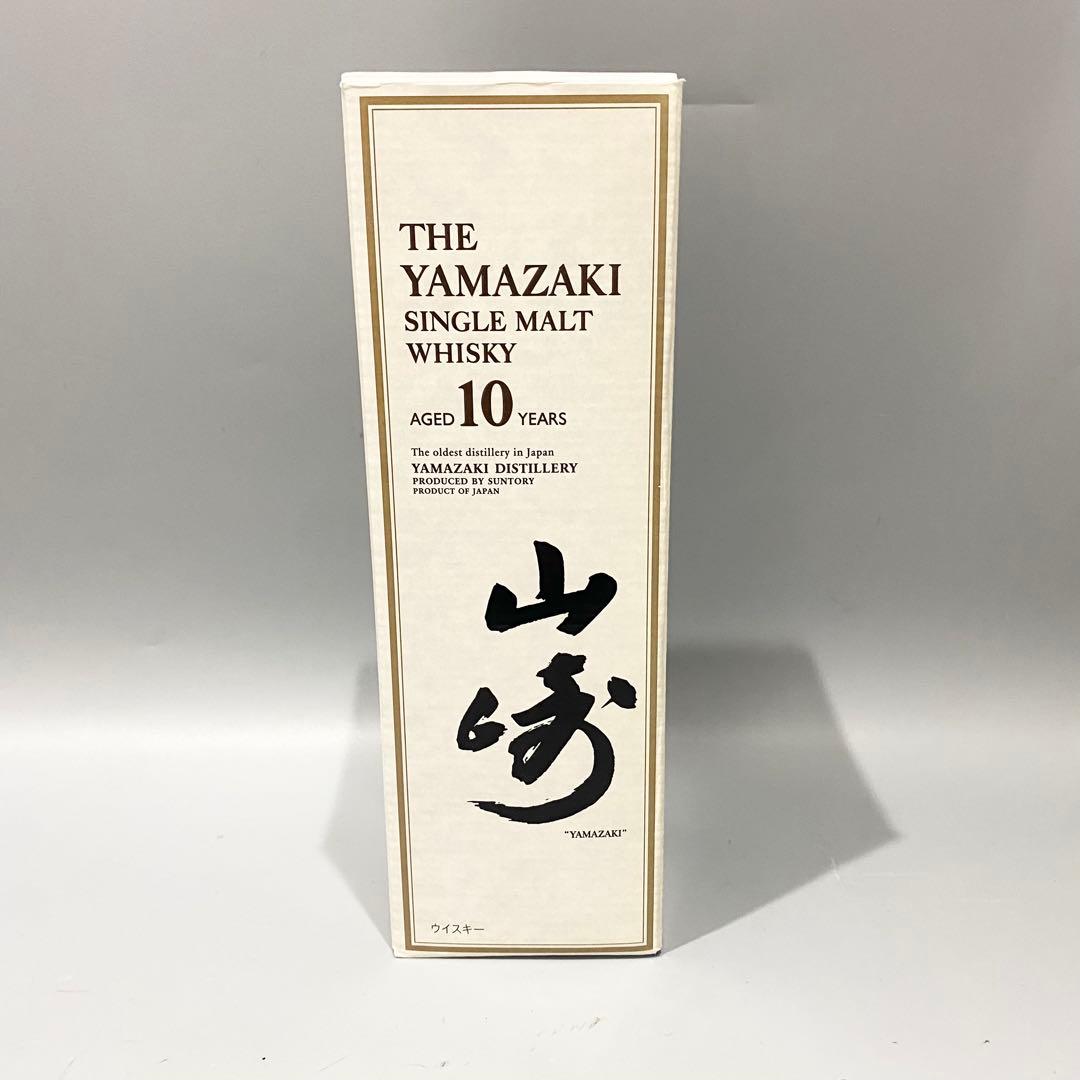 THE
YAMAZAKI
SINGLE MALT
WHISKY
AGED 10 YEARS
The oldest distillery in Japan
YAMAZAKI DISTILLERY
PRODUCED BY SUNTORY
PRODUCT OF JAPAN
山
崎
"YAMAZAKI"
ウイスキー